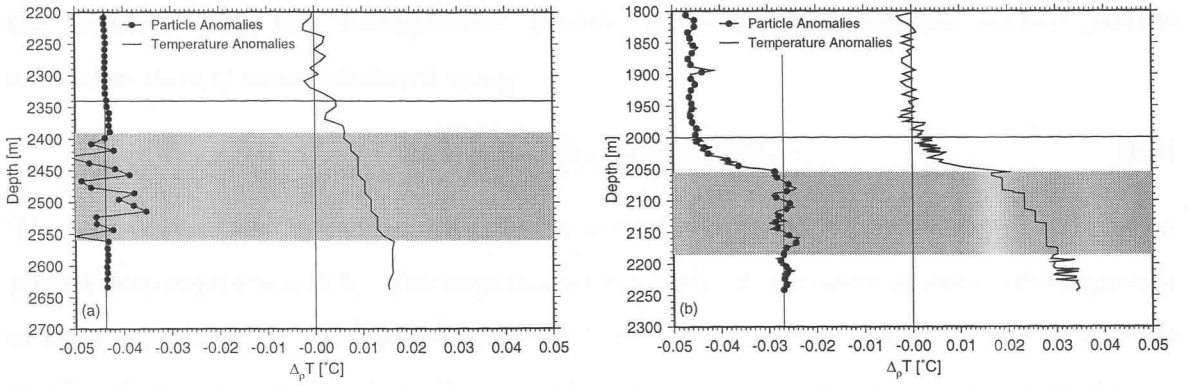 2200
2250
2300
2350
2400
2450
2500
2550
2600
2650
2700
Depth [m]
Particle Anomalies
Temperature Anomalies
(a)
-0.05 -0.04 -0.03 -0.02 -0.01 -0.00 0.01 0.02 0.03 0.04 0.05
ΔρT [°C]
1800
1850
1900
1950
2000
2050
2100
2150
2200
2250
2300
Depth [m]
Particle Anomalies
Temperature Anomalies
(b)
-0.05 -0.04 -0.03 -0.02 -0.01 -0.00 0.01 0.02 0.03 0.04 0.05
ΔρT [°C]